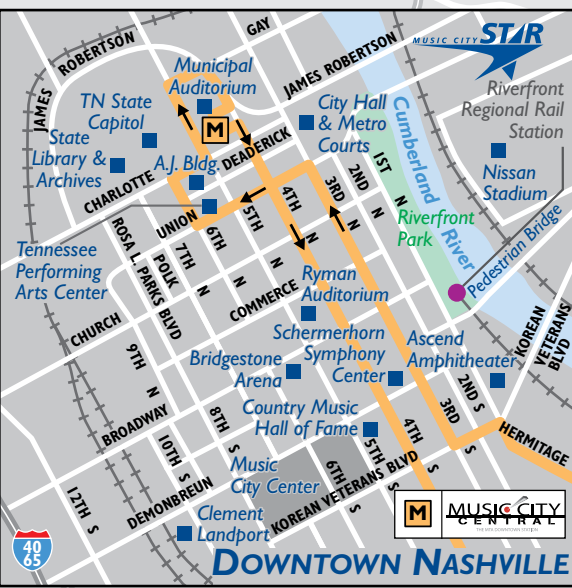 MUSIC CITY STAR
GAY
JAMES ROBERTSON
JAMES ROBERTSON
Municipal
Auditorium
TN State
Capitol
M
City Hall
& Metro
Courts
Riverfront
Regional Rail
Station
State
Library &
Archives
A.J. Bldg.
DEADERICK
Cumberland River
Nissan
Stadium
CHARLOTTE
1ST N
2ND N
3RD N
4TH N
5TH N
6TH N
7TH N
UNION
POLK
ROSA L. PARKS BLVD
Riverfront
Park
Pedestrian Bridge
Tennessee
Performing
Arts Center
COMMERCE
Ryman
Auditorium
CHURCH
Schermerhorn
Symphony
Center
Ascend
Amphitheater
KOREAN
VETERANS
BLVD
9TH N
Bridgestone
Arena
BROADWAY
8TH S
Country Music
Hall of Fame
2ND S
3RD S
4TH S
5TH S
6TH S
HERMITAGE
10TH S
Music
City Center
KOREAN VETERANS BLVD
12TH S
DEMONBREUN
Clement
Landport
M
MUSIC CITY
CENTRAL
40
65
DOWNTOWN NASHVILLE